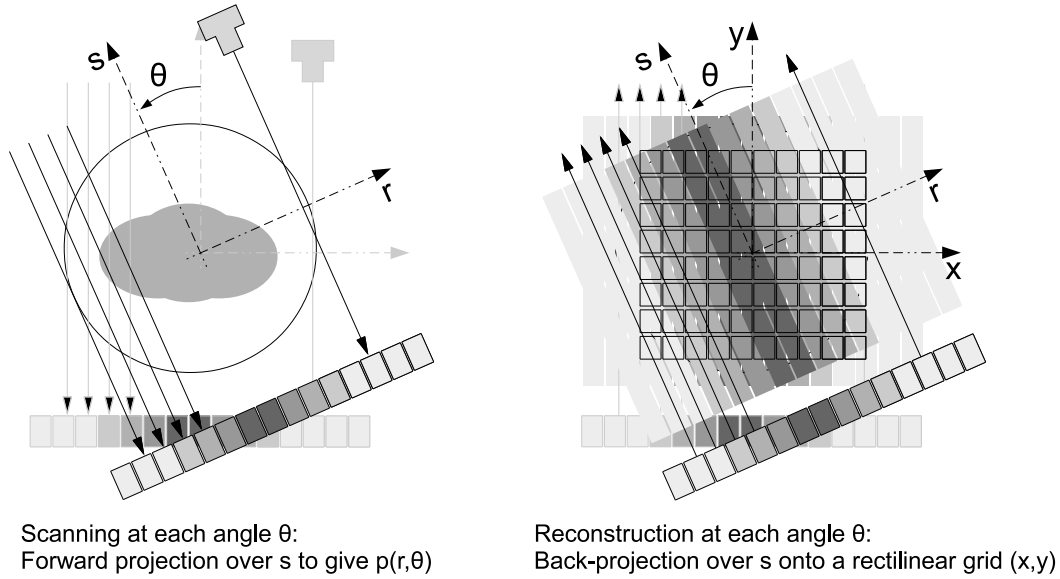 s
θ
r
y
s
θ
r
x
Scanning at each angle θ:
Forward projection over s to give p(r,θ)
Reconstruction at each angle θ:
Back-projection over s onto a rectilinear grid (x,y)